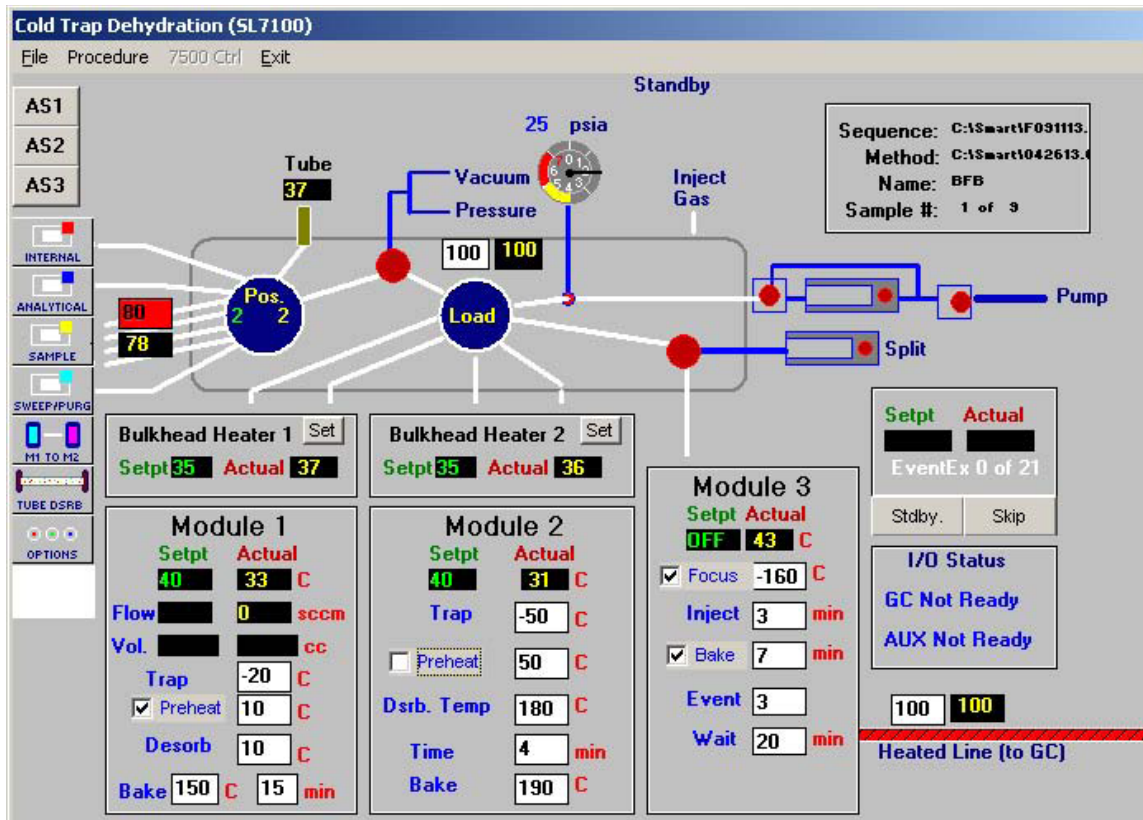 Cold Trap Dehydration (SL7100)
File Procedure 7500 Ctrl Exit
Standby
AS1
AS2
AS3
25 psia
Tube
37
Vacuum
Pressure
Inject
Gas
Sequence: C:\Smart\F091113.
Method: C:\Smart\042613.
Name: BFB
Sample #: 1 of 9
INTERNAL
ANALYTICAL
SAMPLE
SWEEP/PURG
M1 TO M2
TUBE DSRB
OPTIONS
100 100
Pos.
2 2
80
78
Load
Pump
Split
Bulkhead Heater 1 Set
Setpt 35 Actual 37
Bulkhead Heater 2 Set
Setpt 35 Actual 36
Setpt Actual
EventEx 0 of 21
Stdby. Skip
Module 1
Setpt Actual
40 33 C
Flow 0 sccm
Vol. cc
Trap -20 C
Preheat 10 C
Desorb 10 C
Bake 150 C 15 min
Module 2
Setpt Actual
40 31 C
Trap -50 C
Preheat 50 C
Dsrb. Temp 180 C
Time 4 min
Bake 190 C
Module 3
Setpt Actual
OFF 43 C
Focus -160 C
Inject 3 min
Bake 7 min
Event 3
Wait 20 min
I/O Status
GC Not Ready
AUX Not Ready
100 100
Heated Line (to GC)